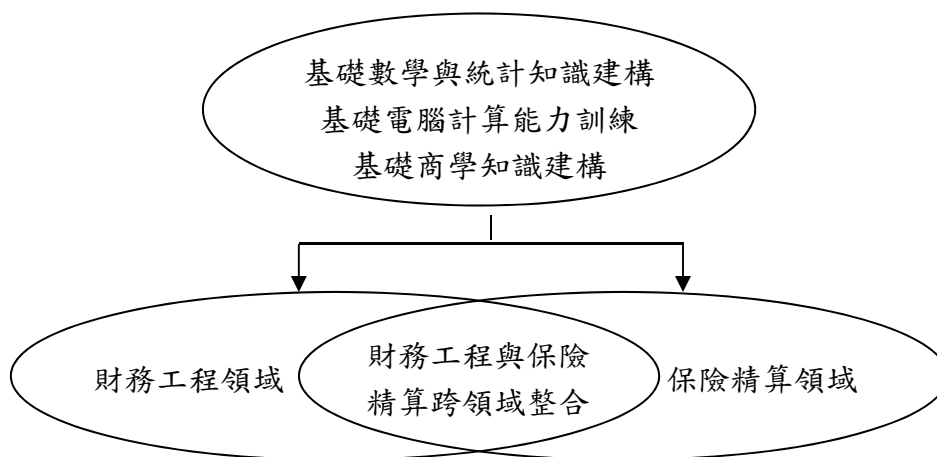 基礎數學與統計知識建構
基礎電腦計算能力訓練
基礎商學知識建構
財務工程領域
財務工程與保險
精算跨領域整合
保險精算領域